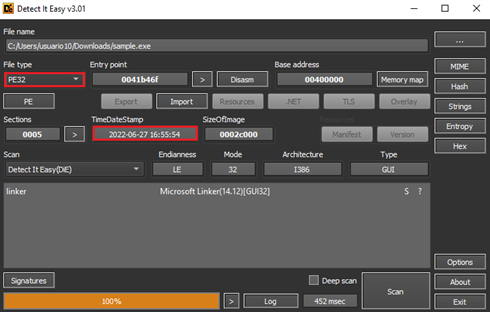 Detect It Easy v3.01
File name
C:/Users/usuario10/Downloads/sample.exe
...
File type Entry point Base address
PE32 0041b46f > Disasm 00400000 Memory map MIME
PE Export Import Resources .NET TLS Overlay Hash
Strings
Sections TimeDateStamp SizeOfImage Resources
0005 > 2022-06-27 16:55:54 0002c000 Manifest Version Entropy
Hex
Scan Endianness Mode Architecture Type
Detect It Easy(DiE) LE 32 I386 GUI
linker Microsoft Linker(14.12)[GUI32] S ?
Options
Signatures Deep scan About
Scan
100% > Log 452 msec Exit